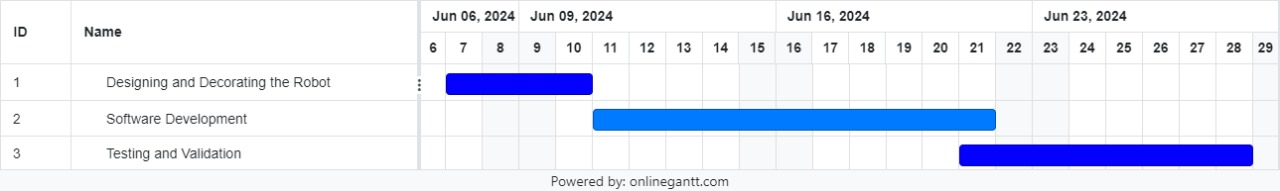 ID Name Jun 06, 2024 Jun 09, 2024 Jun 16, 2024 Jun 23, 2024
6 7 8 9 10 11 12 13 14 15 16 17 18 19 20 21 22 23 24 25 26 27 28 29
1 Designing and Decorating the Robot
2 Software Development
3 Testing and Validation
Powered by: onlinegantt.com